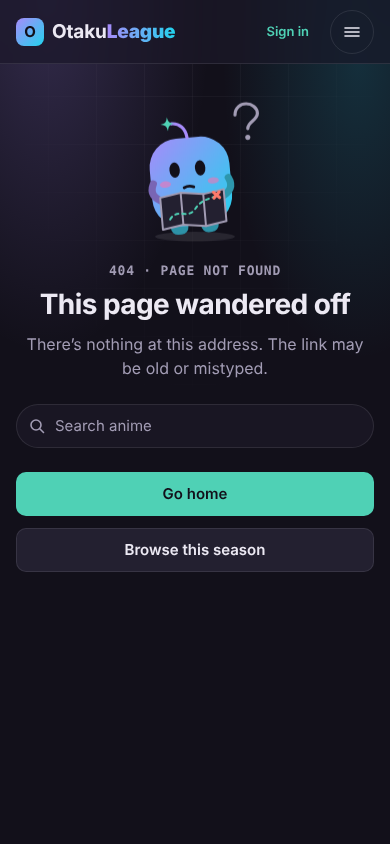 O OtakuLeague Sign in
404 · PAGE NOT FOUND
This page wandered off
There’s nothing at this address. The link may
be old or mistyped.
Search anime
Go home
Browse this season